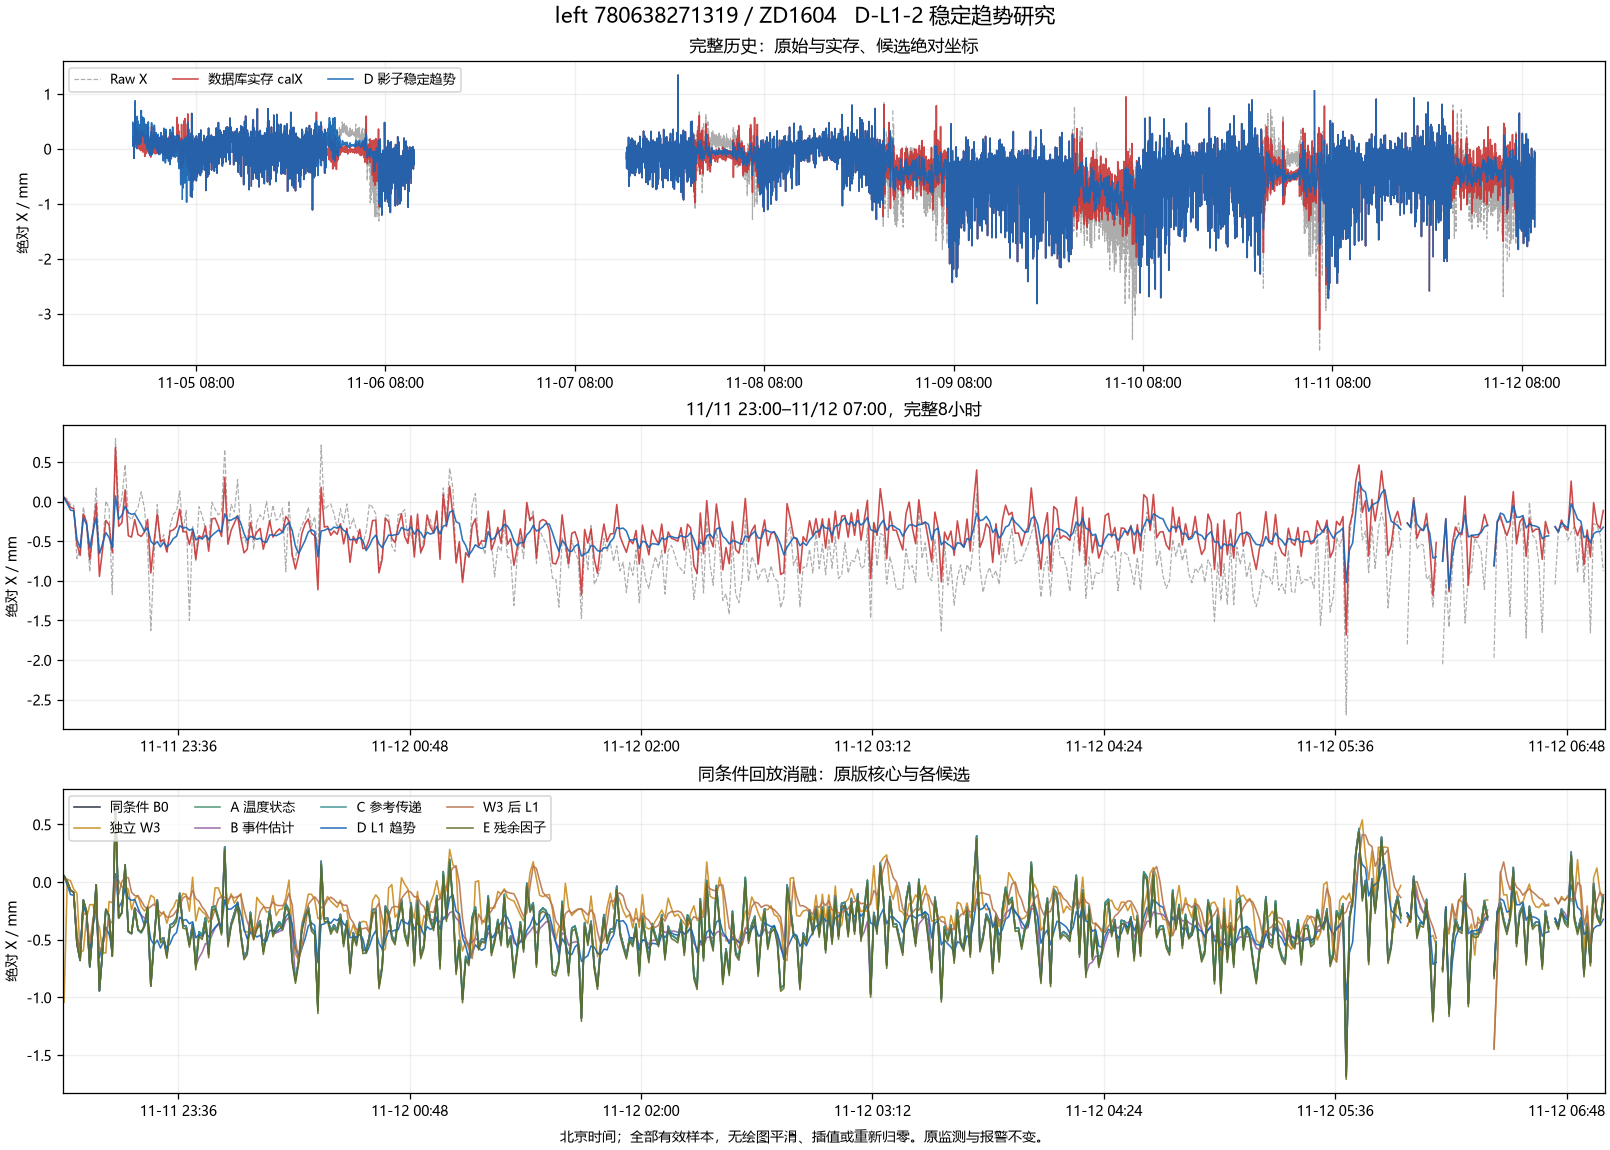 left 780638271319 / ZD1604   D-L1-2 稳定趋势研究
完整历史：原始与实存、候选绝对坐标
Raw X   数据库实存 calX   D 影子稳定趋势
绝对 X / mm
1
0
-1
-2
-3
11-05 08:00   11-06 08:00   11-07 08:00   11-08 08:00   11-09 08:00   11-10 08:00   11-11 08:00   11-12 08:00
11/11 23:00–11/12 07:00，完整8小时
绝对 X / mm
0.5
0.0
-0.5
-1.0
-1.5
-2.0
-2.5
11-11 23:36   11-12 00:48   11-12 02:00   11-12 03:12   11-12 04:24   11-12 05:36   11-12 06:48
同条件回放消融：原版核心与各候选
同条件 B0   A 温度状态   C 参考传递   W3 后 L1
独立 W3   B 事件估计   D L1 趋势   E 残余因子
绝对 X / mm
0.5
0.0
-0.5
-1.0
-1.5
11-11 23:36   11-12 00:48   11-12 02:00   11-12 03:12   11-12 04:24   11-12 05:36   11-12 06:48
北京时间；全部有效样本，无绘图平滑、插值或重新归零。原监测与报警不变。